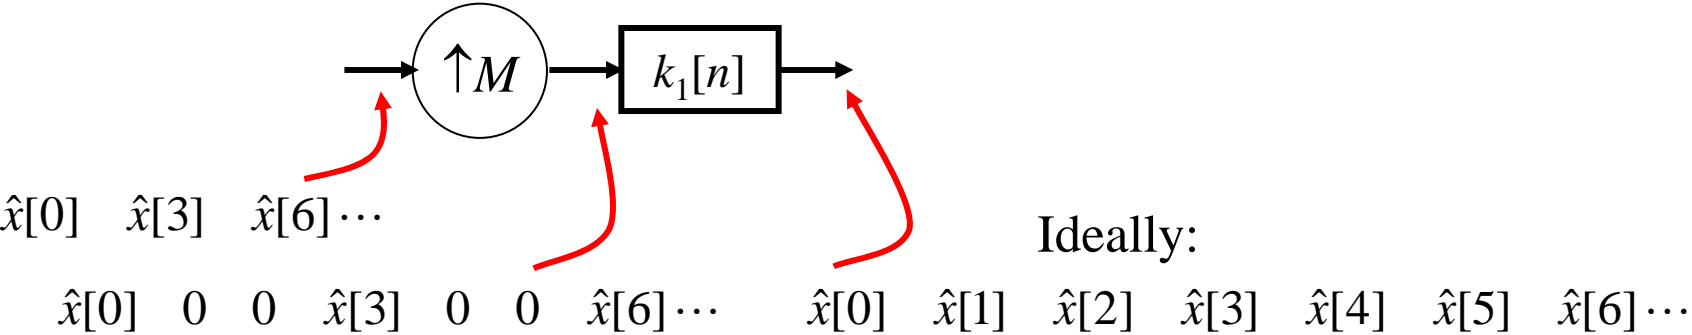 ↑M k₁[n]
x̂[0] x̂[3] x̂[6]⋯
Ideally:
x̂[0] 0 0 x̂[3] 0 0 x̂[6]⋯ x̂[0] x̂[1] x̂[2] x̂[3] x̂[4] x̂[5] x̂[6]⋯